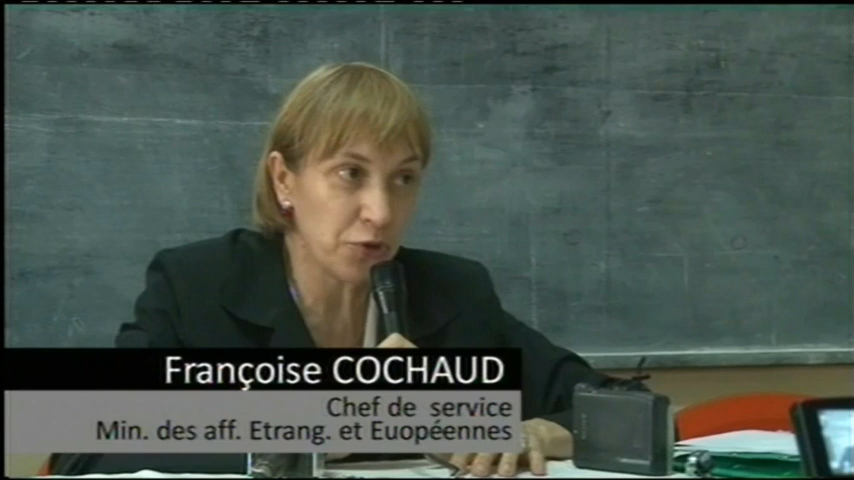 Françoise COCHAUD
Chef de service
Min. des aff. Etrang. et Euopéennes